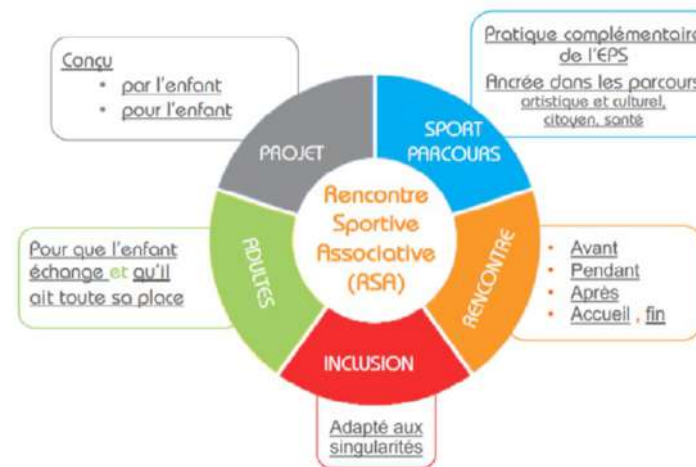 Conçu
• par l'enfant
• pour l'enfant
Pratique complémentaire
de l'EPS
Ancrée dans les parcours
artistique et culturel,
citoyen, santé
PROJET
SPORT
PARCOURS
Rencontre
Sportive
Associative
(RSA)
ADULTES
RENCONTRE
INCLUSION
Pour que l'enfant
échange et qu'il
ait toute sa place
• Avant
• Pendant
• Après
• Accueil , fin
Adapté aux
singularités